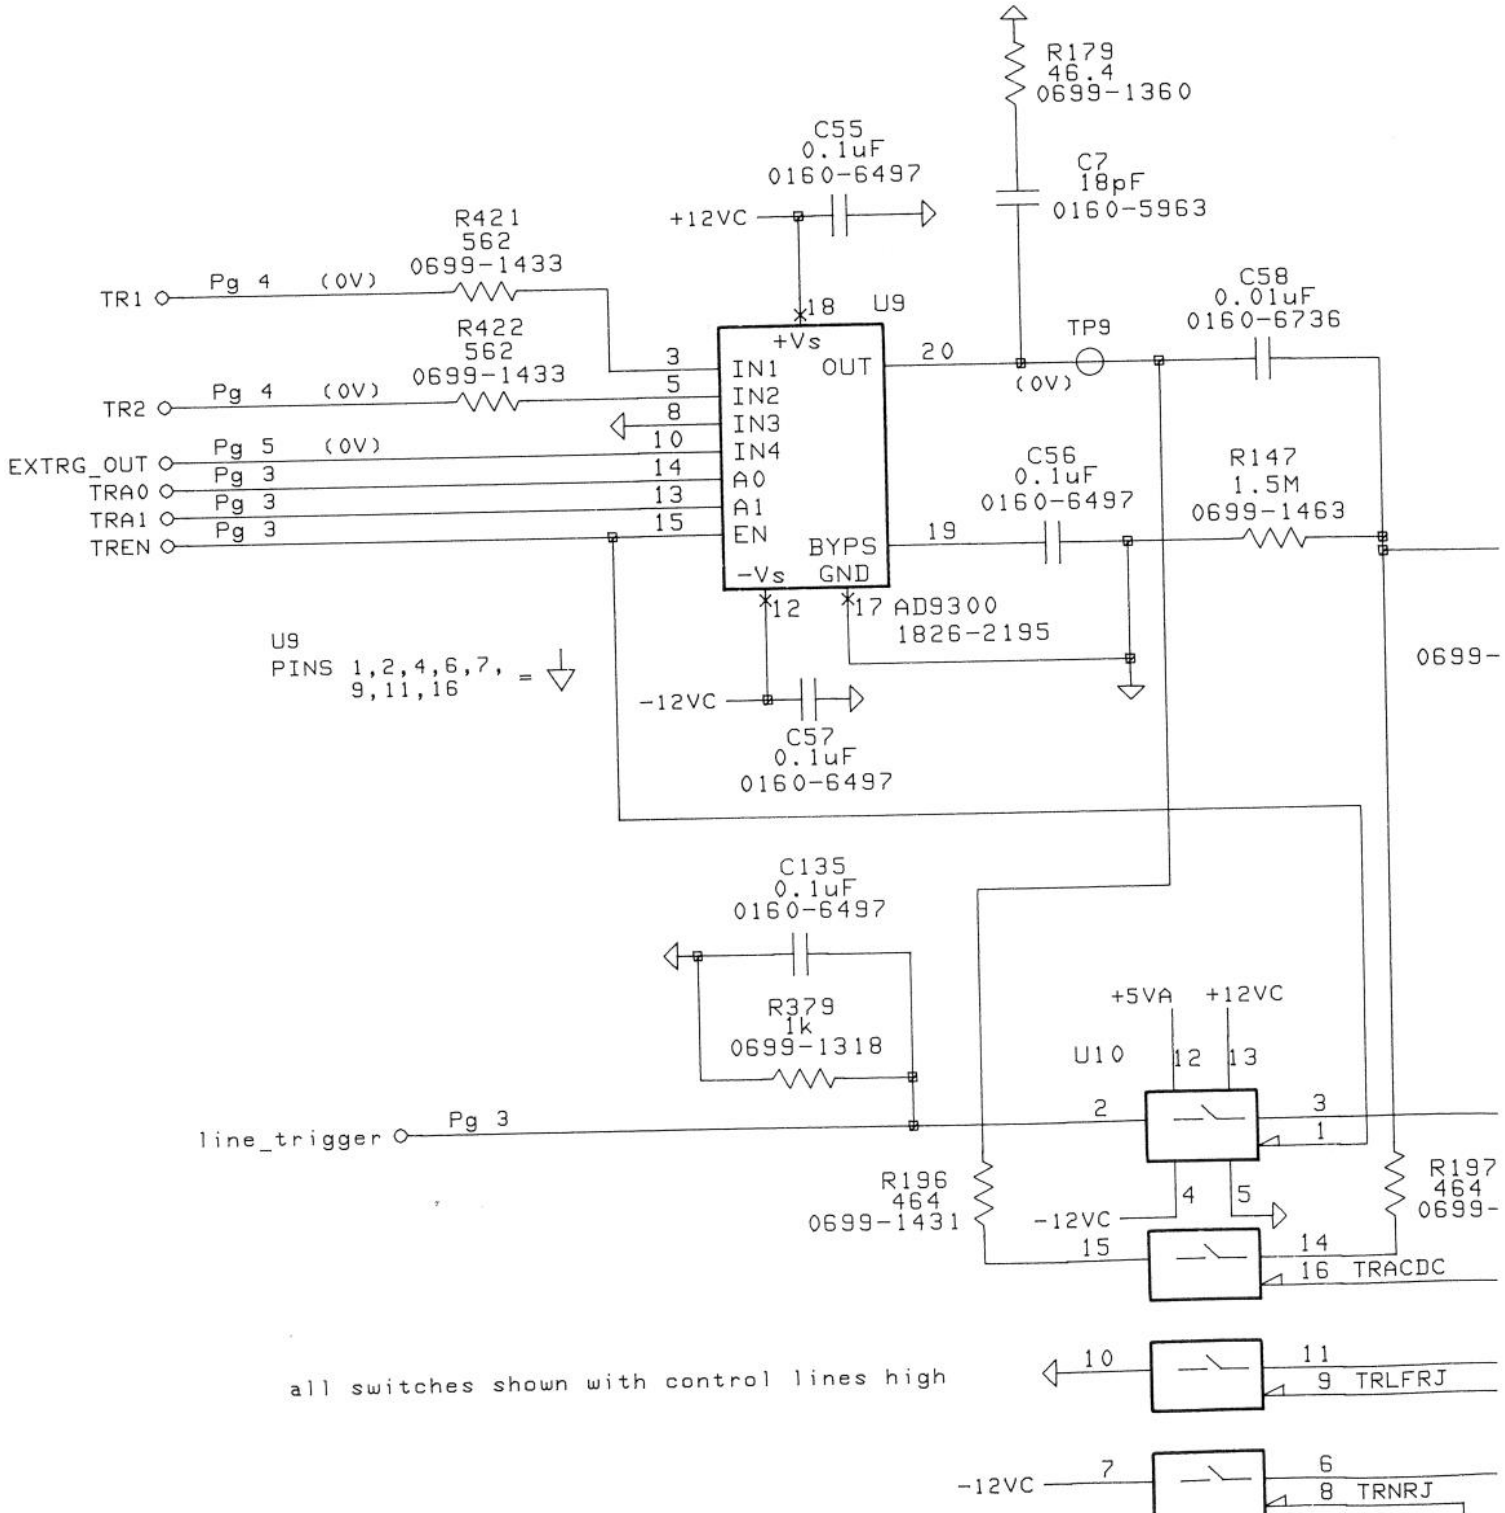 R179
46.4
0699-1360
C55
0.1uF
0160-6497
C7
18pF
0160-5963
+12VC
R421
562
0699-1433
TR1
Pg 4
(0V)
18
U9
+Vs
C58
0.01uF
0160-6736
R422
562
0699-1433
TP9
3
IN1
OUT
20
(0V)
TR2
Pg 4
(0V)
5
IN2
8
IN3
EXTRG_OUT
Pg 5
(0V)
10
IN4
TRA0
Pg 3
14
A0
TRA1
Pg 3
13
A1
TREN
Pg 3
15
EN
C56
0.1uF
0160-6497
R147
1.5M
0699-1463
BYPS
19
-Vs
GND
12
17
AD9300
1826-2195
U9
PINS 1,2,4,6,7,
9,11,16
=
0699-
-12VC
C57
0.1uF
0160-6497
C135
0.1uF
0160-6497
R379
1k
0699-1318
+5VA
+12VC
U10
12
13
line_trigger
Pg 3
2
3
1
R196
464
0699-1431
-12VC
4
5
R197
464
0699-
15
14
16 TRACDC
all switches shown with control lines high
10
11
9 TRLFRJ
-12VC
7
6
8 TRNRJ